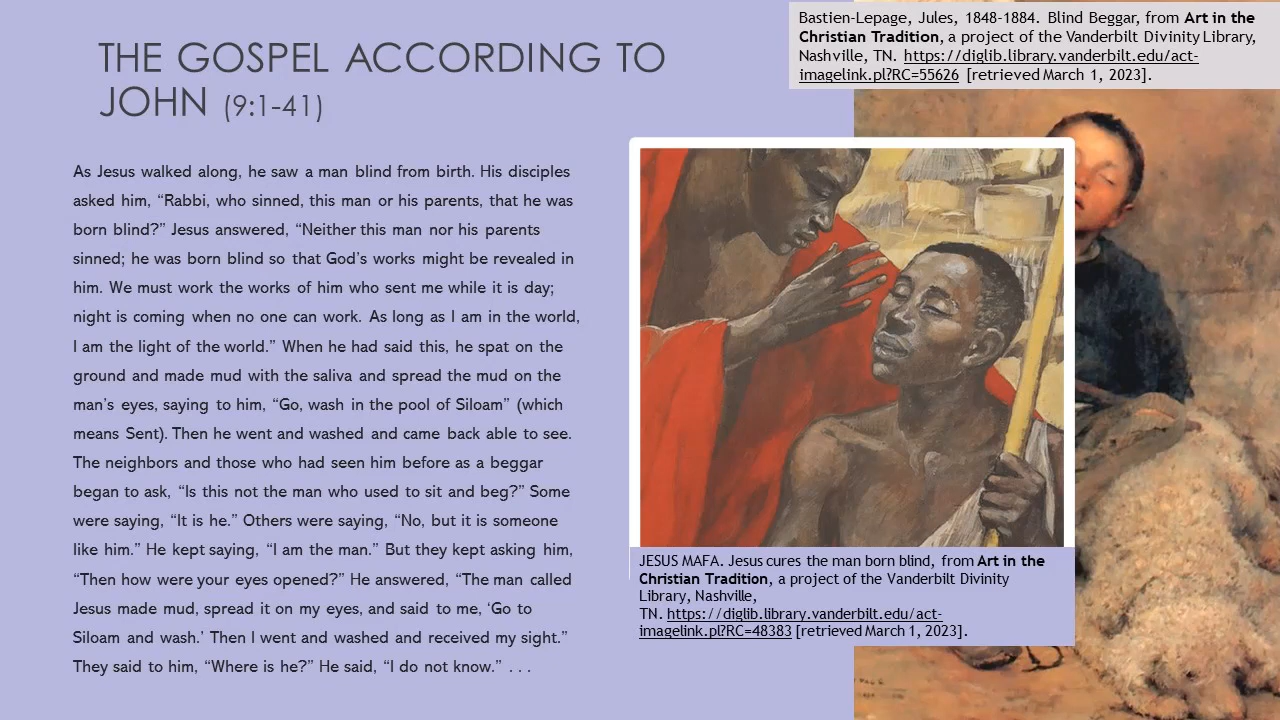 THE GOSPEL ACCORDING TO
JOHN (9:1-41)
As Jesus walked along, he saw a man blind from birth. His disciples
asked him, “Rabbi, who sinned, this man or his parents, that he was
born blind?” Jesus answered, “Neither this man nor his parents
sinned; he was born blind so that God’s works might be revealed in
him. We must work the works of him who sent me while it is day;
night is coming when no one can work. As long as I am in the world,
I am the light of the world.” When he had said this, he spat on the
ground and made mud with the saliva and spread the mud on the
man’s eyes, saying to him, “Go, wash in the pool of Siloam” (which
means Sent). Then he went and washed and came back able to see.
The neighbors and those who had seen him before as a beggar
began to ask, “Is this not the man who used to sit and beg?” Some
were saying, “It is he.” Others were saying, “No, but it is someone
like him.” He kept saying, “I am the man.” But they kept asking him,
“Then how were your eyes opened?” He answered, “The man called
Jesus made mud, spread it on my eyes, and said to me, ‘Go to
Siloam and wash.’ Then I went and washed and received my sight.”
They said to him, “Where is he?” He said, “I do not know.” . . .
Bastien-Lepage, Jules, 1848-1884. Blind Beggar, from Art in the
Christian Tradition, a project of the Vanderbilt Divinity Library,
Nashville, TN. https://diglib.library.vanderbilt.edu/act-
imagelink.pl?RC=55626 [retrieved March 1, 2023].
JESUS MAFA. Jesus cures the man born blind, from Art in the
Christian Tradition, a project of the Vanderbilt Divinity
Library, Nashville,
TN. https://diglib.library.vanderbilt.edu/act-
imagelink.pl?RC=48383 [retrieved March 1, 2023].